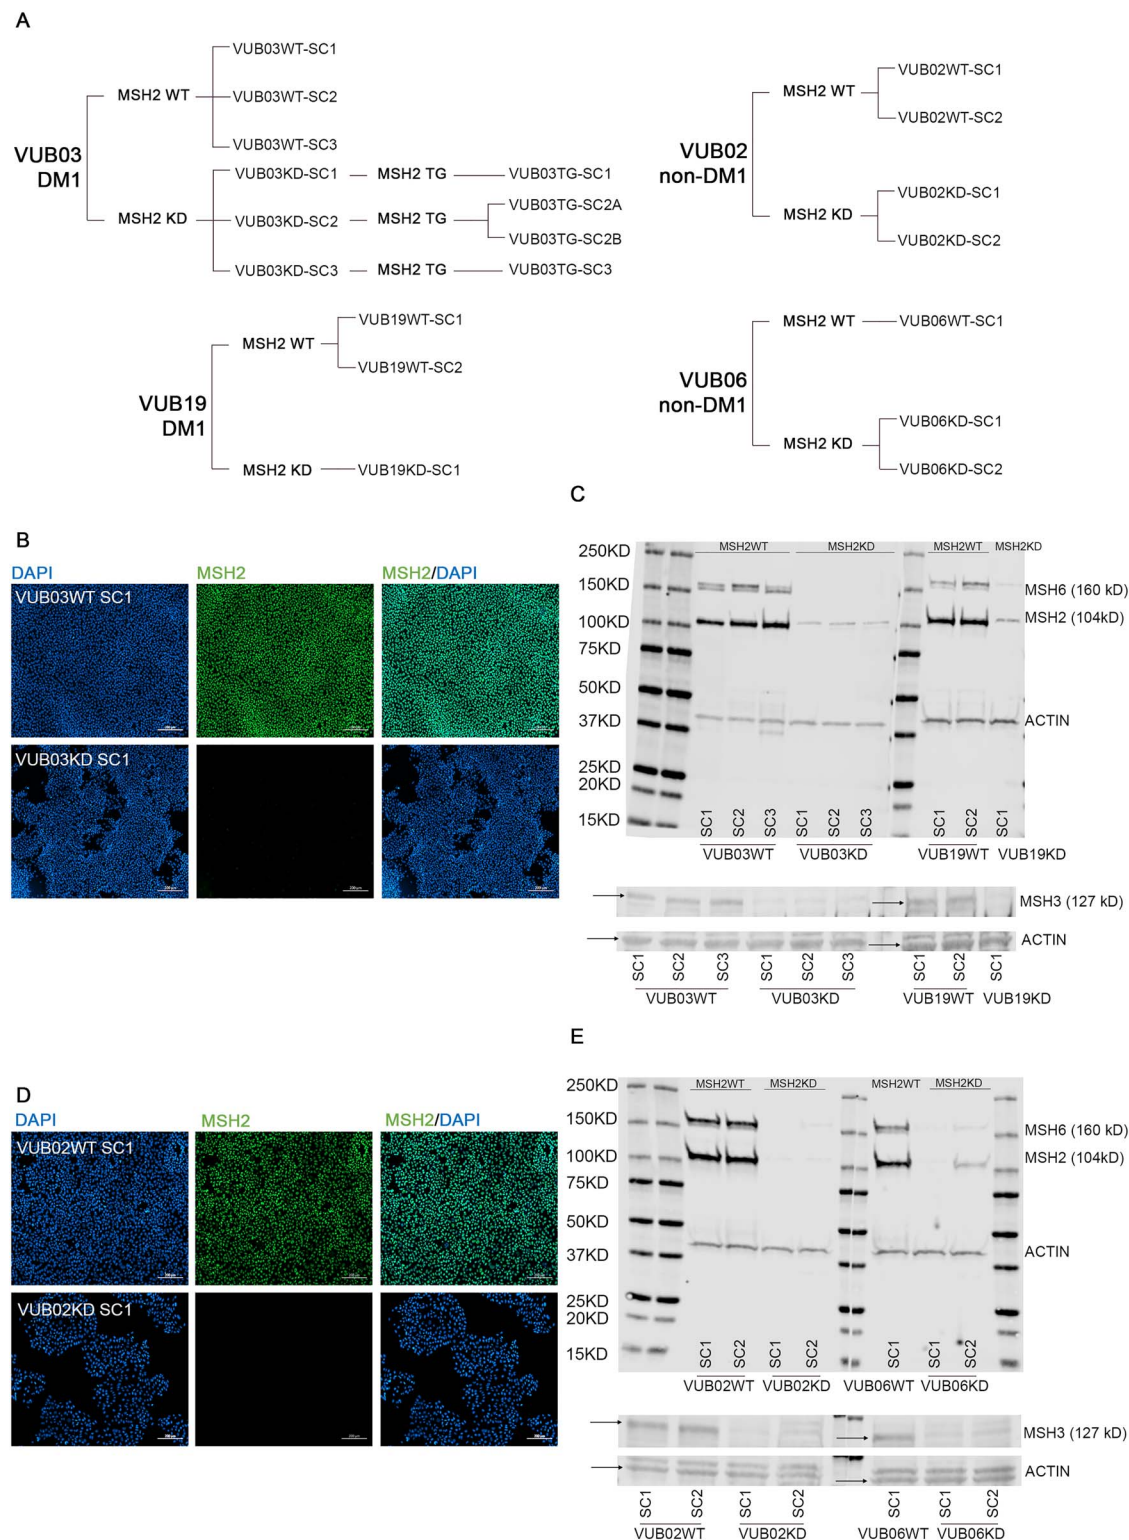 A
VUB03WT-SC1
MSH2 WT
VUB03WT-SC2
VUB03WT-SC3
VUB03
DM1
VUB03KD-SC1
MSH2 TG
VUB03TG-SC1
MSH2 KD
VUB03KD-SC2
MSH2 TG
VUB03TG-SC2A
VUB03TG-SC2B
VUB03KD-SC3
MSH2 TG
VUB03TG-SC3
VUB02WT-SC1
MSH2 WT
VUB02WT-SC2
VUB02
non-DM1
VUB02KD-SC1
MSH2 KD
VUB02KD-SC2
VUB19WT-SC1
MSH2 WT
VUB19WT-SC2
VUB19
DM1
MSH2 KD
VUB19KD-SC1
MSH2 WT
VUB06WT-SC1
VUB06
non-DM1
VUB06KD-SC1
MSH2 KD
VUB06KD-SC2
B
DAPI
MSH2
MSH2/DAPI
VUB03WT SC1
VUB03KD SC1
200 µm
200 µm
C
MSH2WT
MSH2KD
MSH2WT
MSH2KD
250KD
150KD
100KD
75KD
50KD
37KD
25KD
20KD
15KD
MSH6 (160 kD)
MSH2 (104kD)
ACTIN
SC1
SC2
SC3
SC1
SC2
SC3
SC1
SC2
SC1
VUB03WT
VUB03KD
VUB19WT
VUB19KD
MSH3 (127 kD)
ACTIN
SC1
SC2
SC3
SC1
SC2
SC3
SC1
SC2
SC1
VUB03WT
VUB03KD
VUB19WT
VUB19KD
D
DAPI
MSH2
MSH2/DAPI
VUB02WT SC1
VUB02KD SC1
E
MSH2WT
MSH2KD
MSH2WT
MSH2KD
250KD
150KD
100KD
75KD
50KD
37KD
25KD
20KD
15KD
MSH6 (160 kD)
MSH2 (104kD)
ACTIN
SC1
SC2
SC1
SC2
SC1
SC1
SC2
VUB02WT
VUB02KD
VUB06WT
VUB06KD
MSH3 (127 kD)
ACTIN
SC1
SC2
SC1
SC2
SC1
SC1
SC2
VUB02WT
VUB02KD
VUB06WT
VUB06KD